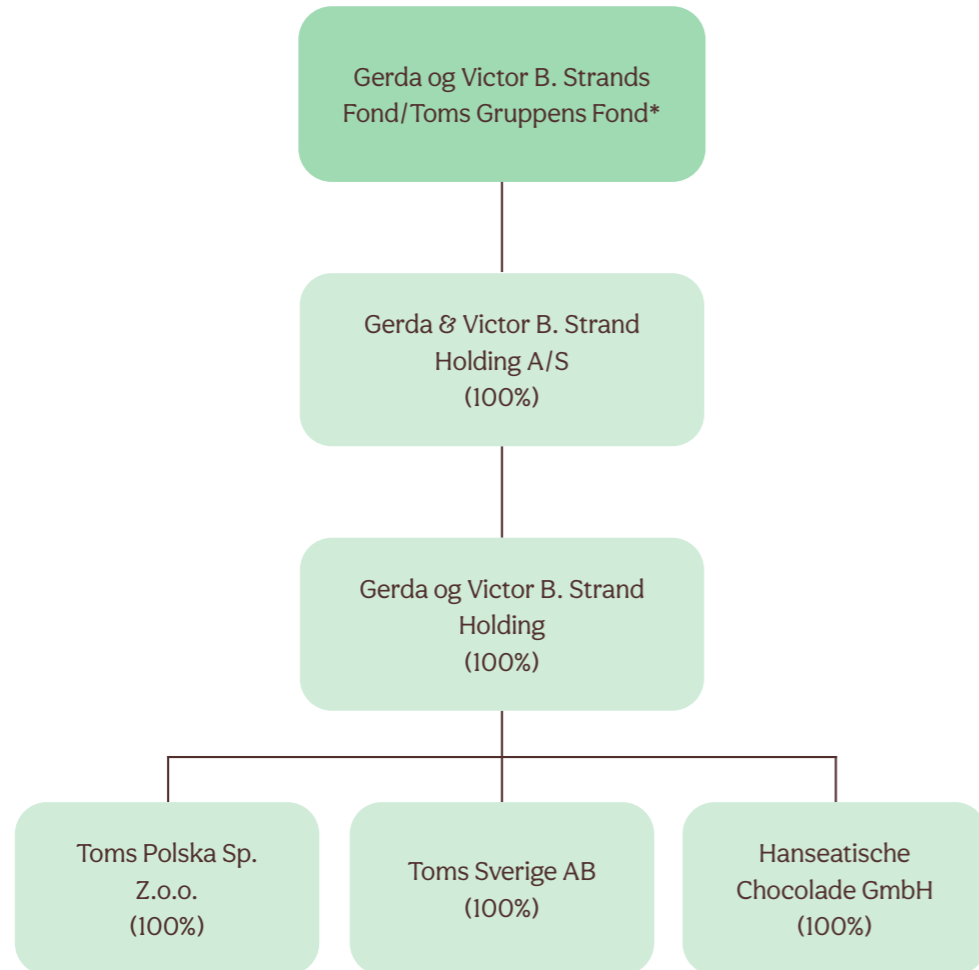 Gerda og Victor B. Strands
Fond/Toms Gruppens Fond*
Gerda & Victor B. Strand
Holding A/S
(100%)
Gerda og Victor B. Strand
Holding
(100%)
Toms Polska Sp.
Z.o.o.
(100%)
Toms Sverige AB
(100%)
Hanseatische
Chocolade GmbH
(100%)